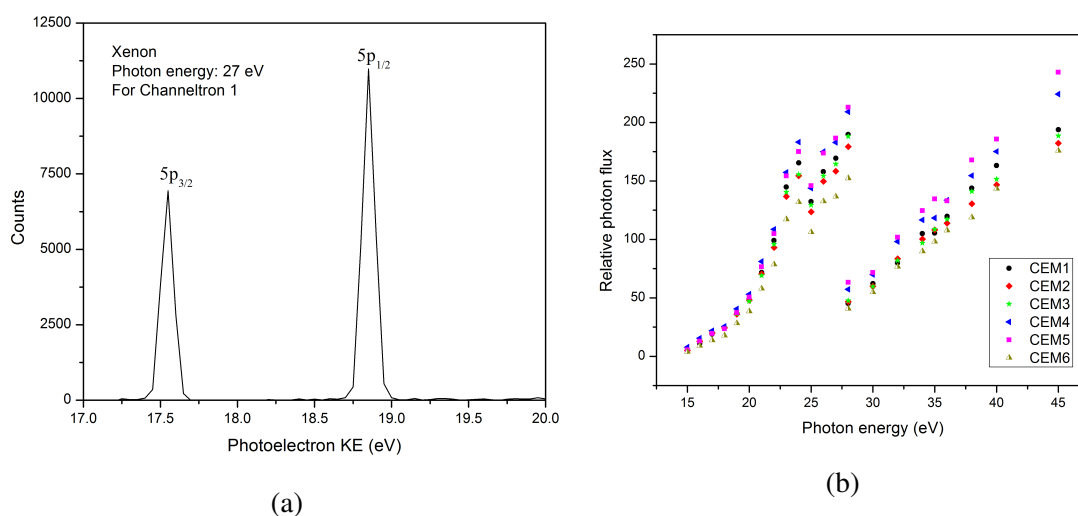 12500
10000
7500
5000
2500
0
Counts
Xenon
Photon energy: 27 eV
For Channeltron 1
5p1/2
5p3/2
17.0 17.5 18.0 18.5 19.0 19.5 20.0
Photoelectron KE (eV)
(a)
250
200
150
100
50
0
Relative photon flux
CEM1
CEM2
CEM3
CEM4
CEM5
CEM6
15 20 25 30 35 40 45
Photon energy (eV)
(b)